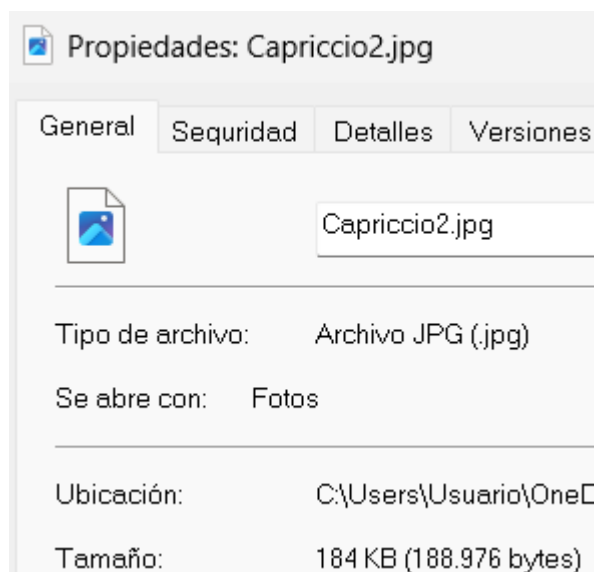 Propiedades: Capriccio2.jpg
General Seguridad Detalles Versiones
Capriccio2.jpg
Tipo de archivo: Archivo JPG (.jpg)
Se abre con: Fotos
Ubicación: C:\Users\Usuario\OneD
Tamaño: 184 KB (188.976 bytes)